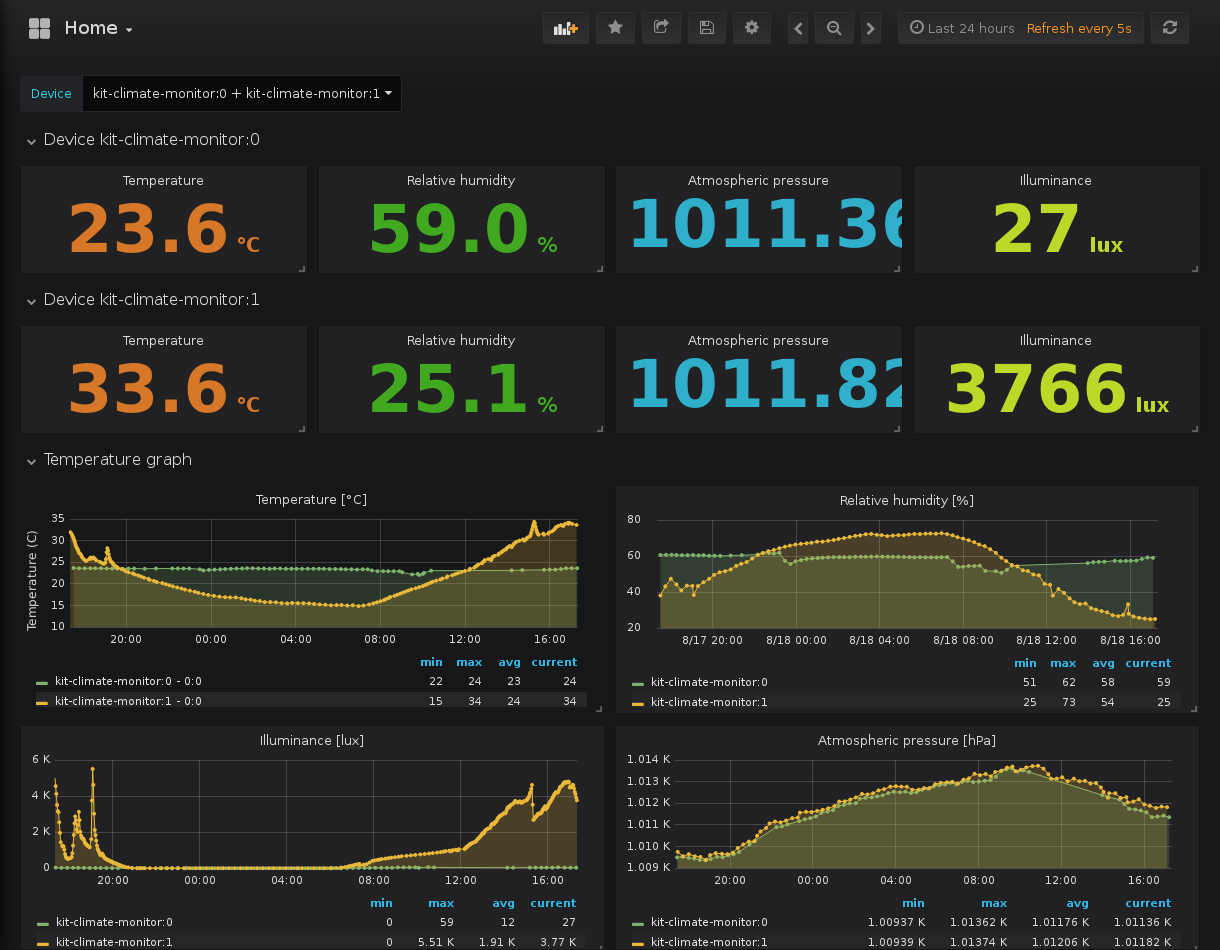 Home
Last 24 hours Refresh every 5s
Device kit-climate-monitor:0 + kit-climate-monitor:1
Device kit-climate-monitor:0
Temperature Relative humidity Atmospheric pressure Illuminance
23.6 °C 59.0 % 1011.36 27 lux
Device kit-climate-monitor:1
Temperature Relative humidity Atmospheric pressure Illuminance
33.6 °C 25.1 % 1011.82 3766 lux
Temperature graph
Temperature [°C]
Temperature (C)
35
30
25
20
15
10
20:00 00:00 04:00 08:00 12:00 16:00
min max avg current
kit-climate-monitor:0 - 0:0 22 24 23 24
kit-climate-monitor:1 - 0:0 15 34 24 34
Relative humidity [%]
80
60
40
20
8/17 20:00 8/18 00:00 8/18 04:00 8/18 08:00 8/18 12:00 8/18 16:00
min max avg current
kit-climate-monitor:0 51 62 58 59
kit-climate-monitor:1 25 73 54 25
Illuminance [lux]
6 K
4 K
2 K
0
20:00 00:00 04:00 08:00 12:00 16:00
min max avg current
kit-climate-monitor:0 0 59 12 27
kit-climate-monitor:1 0 5.51 K 1.91 K 3.77 K
Atmospheric pressure [hPa]
1.014 K
1.013 K
1.012 K
1.011 K
1.010 K
1.009 K
20:00 00:00 04:00 08:00 12:00 16:00
min max avg current
kit-climate-monitor:0 1.00937 K 1.01362 K 1.01176 K 1.01136 K
kit-climate-monitor:1 1.00939 K 1.01374 K 1.01206 K 1.01182 K